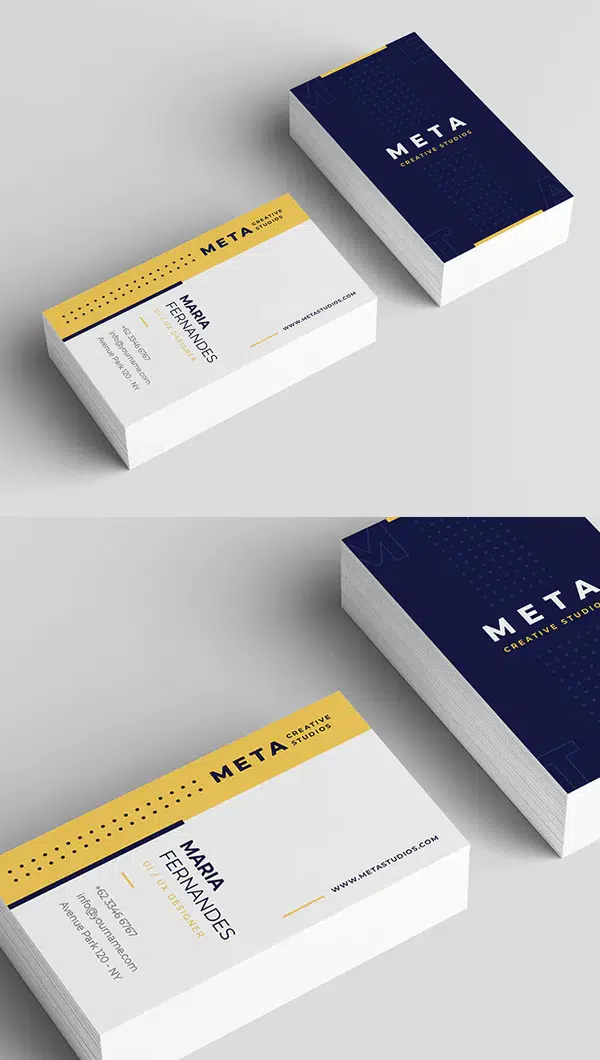 M
E
META
CREATIVE STUDIOS
T
A
META
CREATIVE
STUDIOS
MARIA
FERNANDES
UI / UX DESIGNER
+62 3346 6767
info@yourname.com
Avenue Park 120 - NY
WWW.METASTUDIOS.COM
M
META
CREATIVE STUDIO
T
META
CREATIVE
STUDIOS
MARIA
FERNANDES
UI / UX DESIGNER
+62 3346 6767
info@yourname.com
Avenue Park 120 - NY
WWW.METASTUDIOS.COM